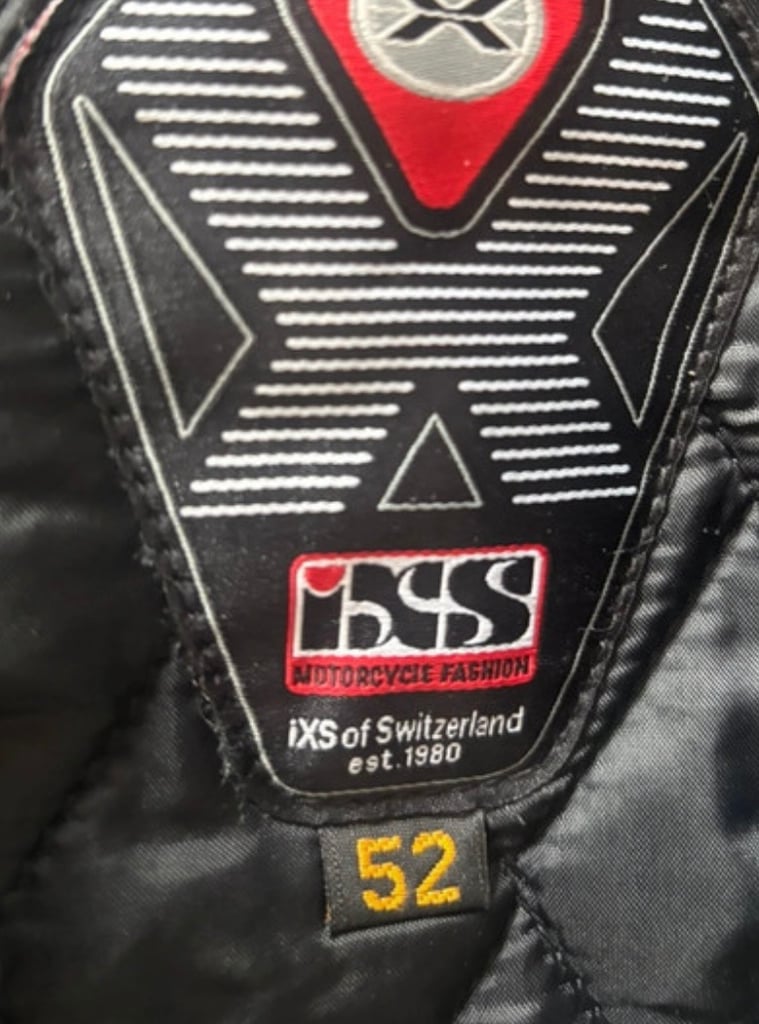 iXS
MOTORCYCLE FASHION
iXS of Switzerland
est.1980
52